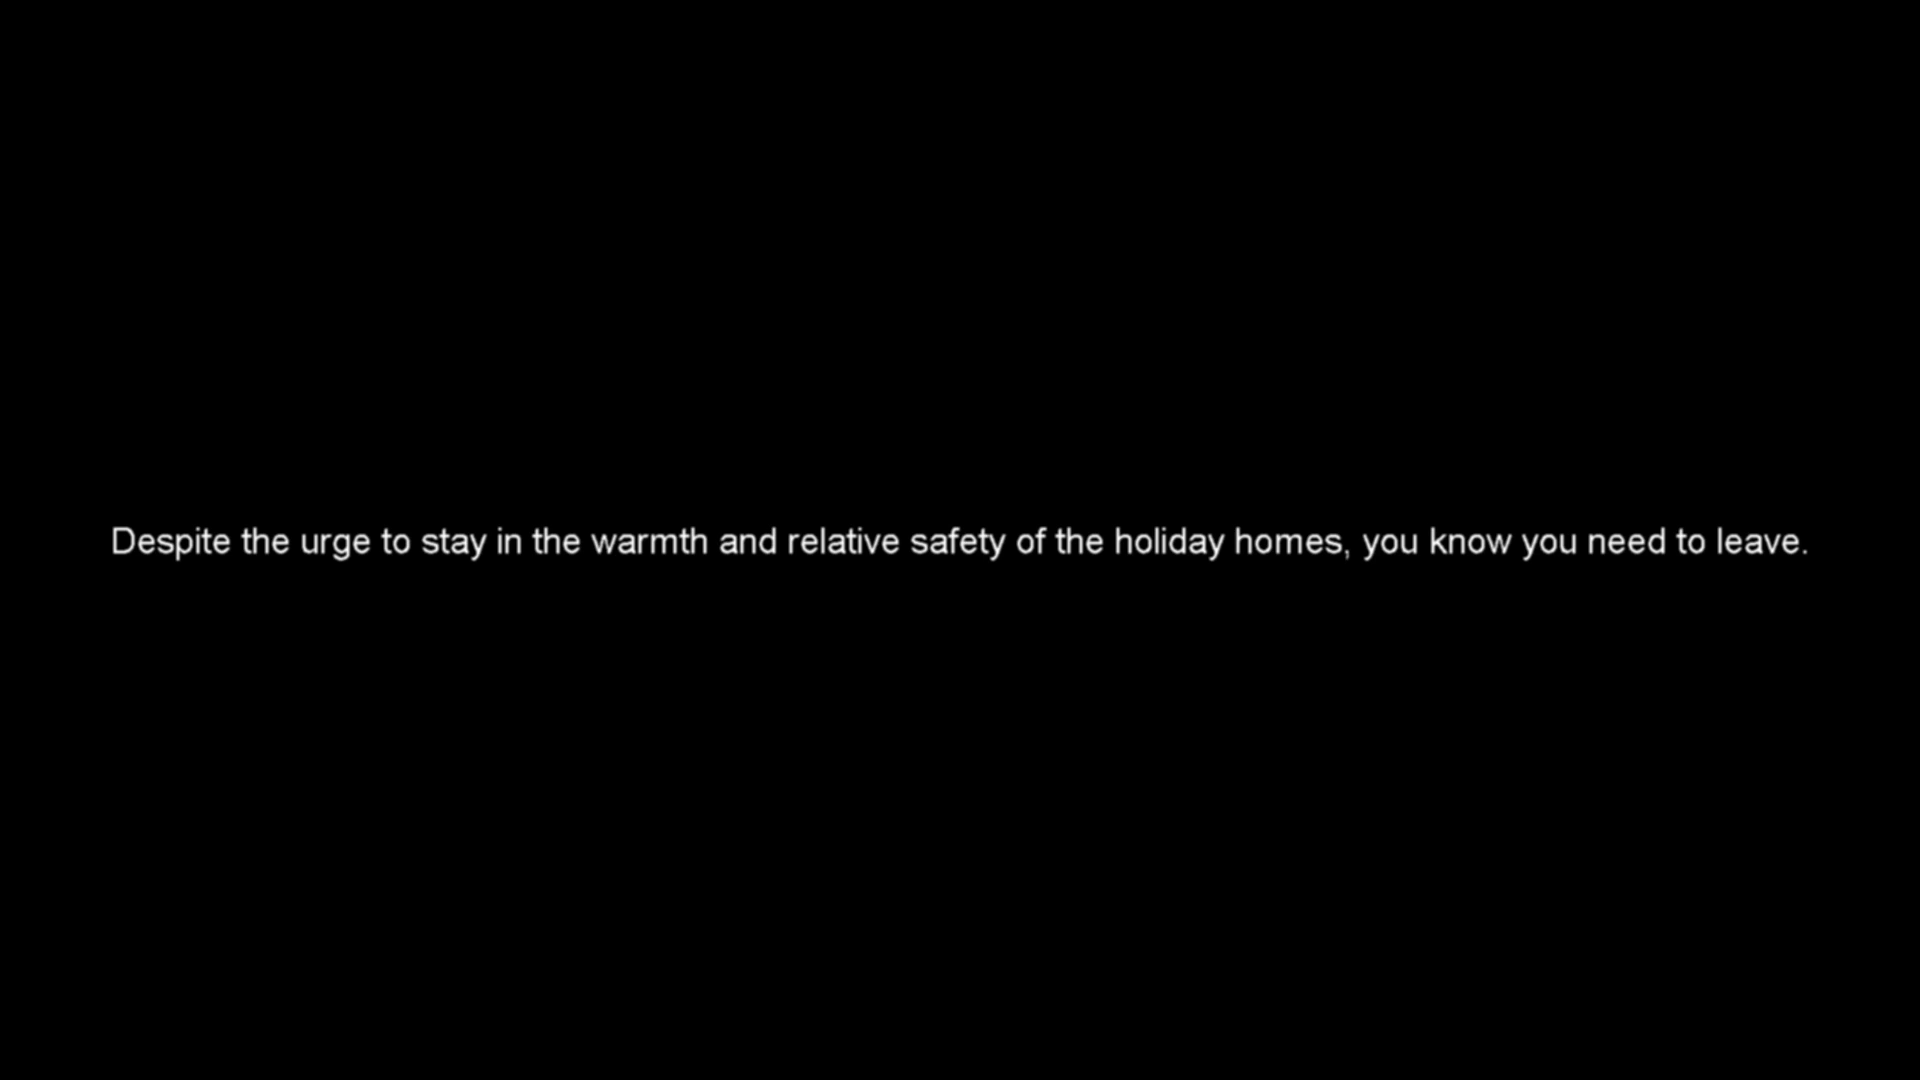 Despite the urge to stay in the warmth and relative safety of the holiday homes, you know you need to leave.